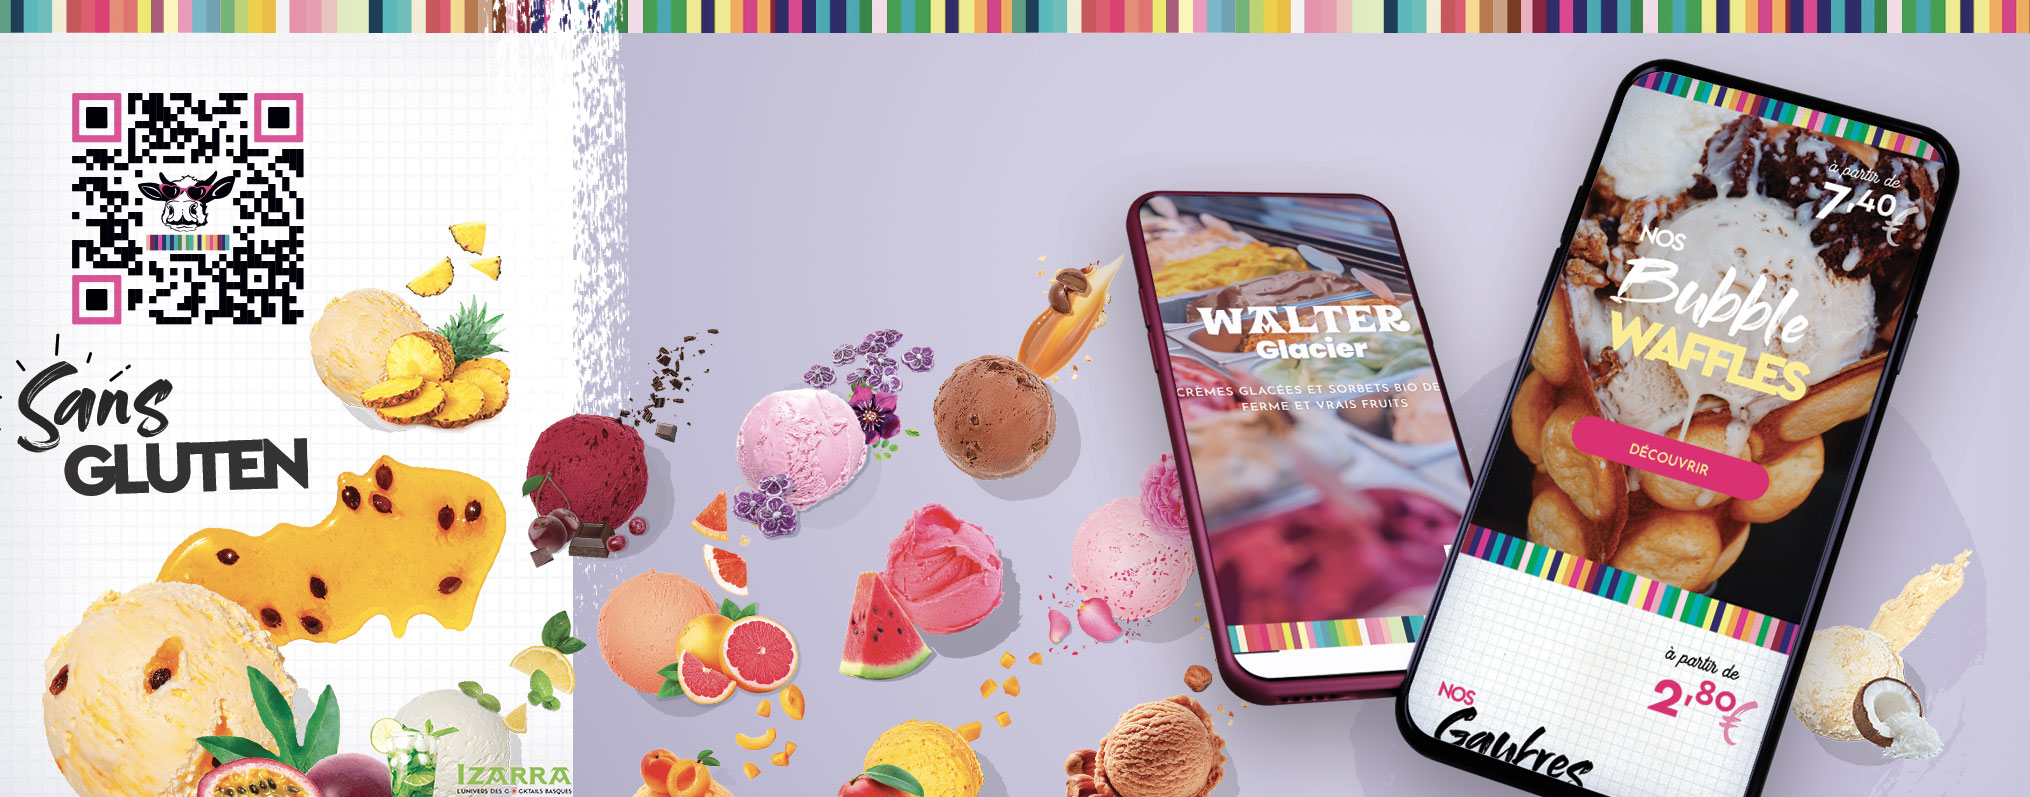 Sans
GLUTEN
IZARRA
L'UNIVERS DES COCKTAILS BASQUES
WALTER
Glacier
CRÈMES GLACÉES ET SORBETS BIO DE
FERME ET VRAIS FRUITS
à partir de
7,40€
NOS
Bubble
WAFFLES
DÉCOUVRIR
à partir de
2,80€
NOS
Gaufres